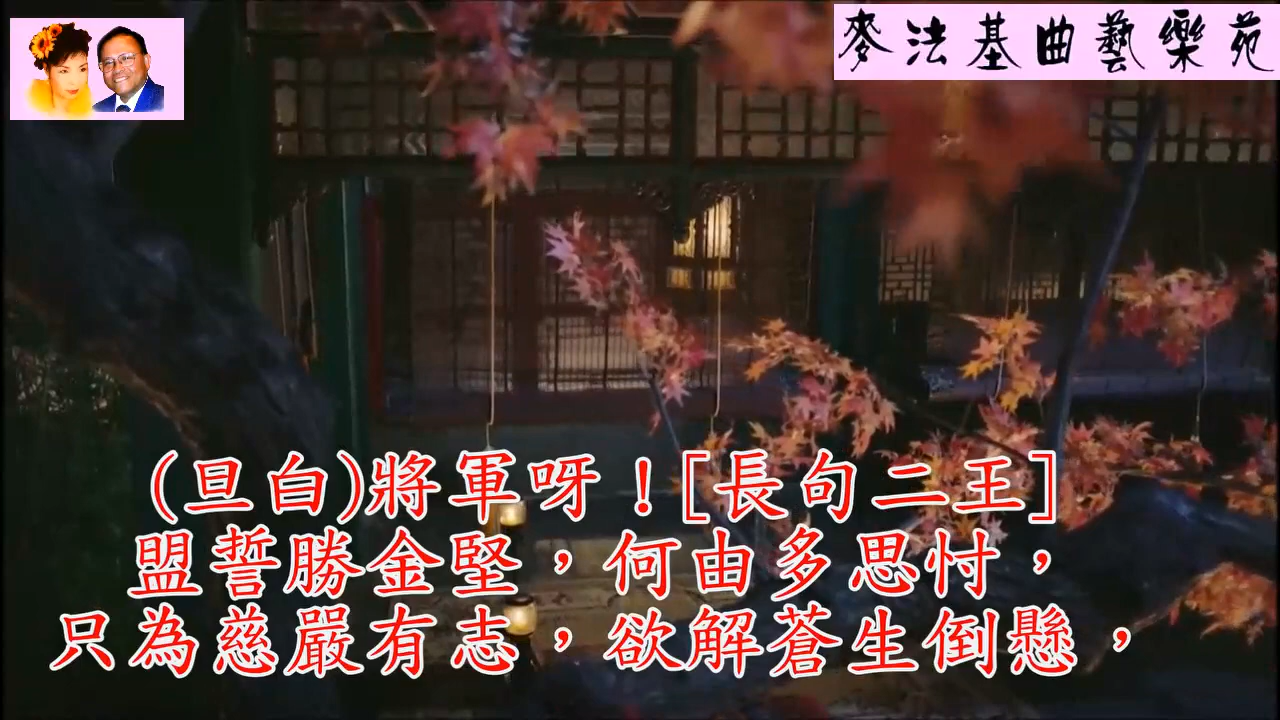 麥法基曲藝樂苑
(旦白)將軍呀！[長句二王]
盟誓勝金堅，何由多思忖，
只為慈嚴有志，欲解蒼生倒懸，